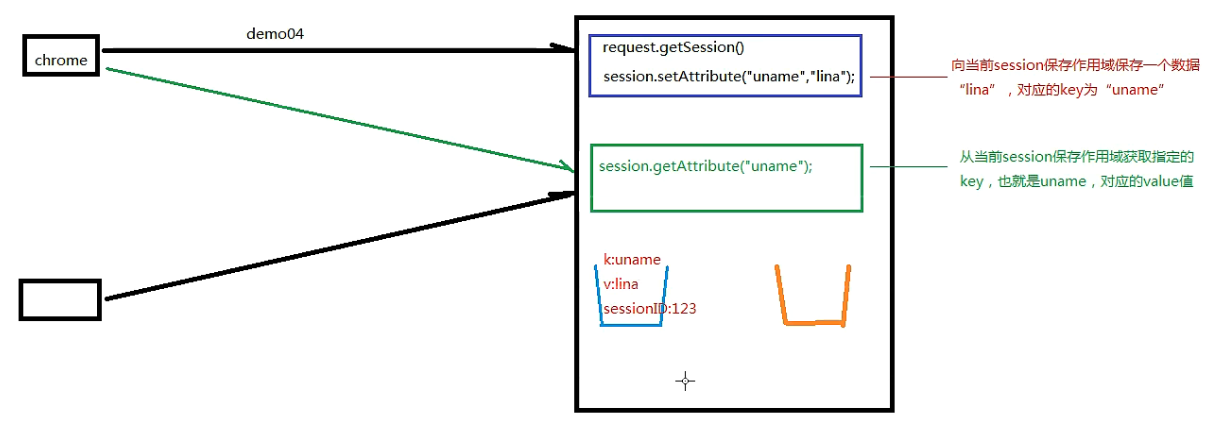 demo04
chrome
request.getSession()
session.setAttribute("uname","lina");
向当前session保存作用域保存一个数据
“lina”，对应的key为“uname”
session.getAttribute("uname");
从当前session保存作用域获取指定的
key，也就是uname，对应的value值
k:uname
v:lina
sessionID:123